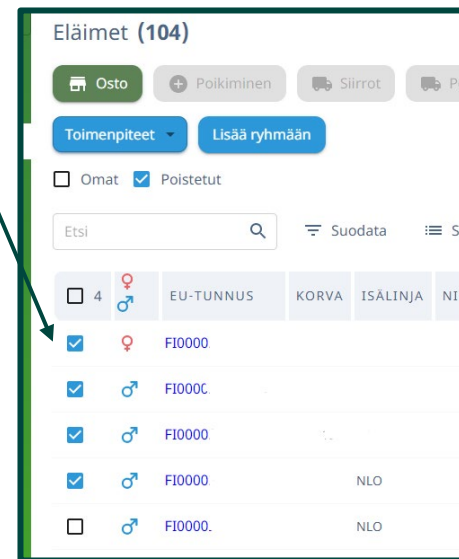 Eläimet (104)
Osto Poikiminen Siirrot P
Toimenpiteet Lisää ryhmään
Omat Poistetut
Etsi Suodata S
4 EU-TUNNUS KORVA ISÄLINJA NI
FI0000
FI0000
FI0000
FI0000 NLO
FI0000 NLO